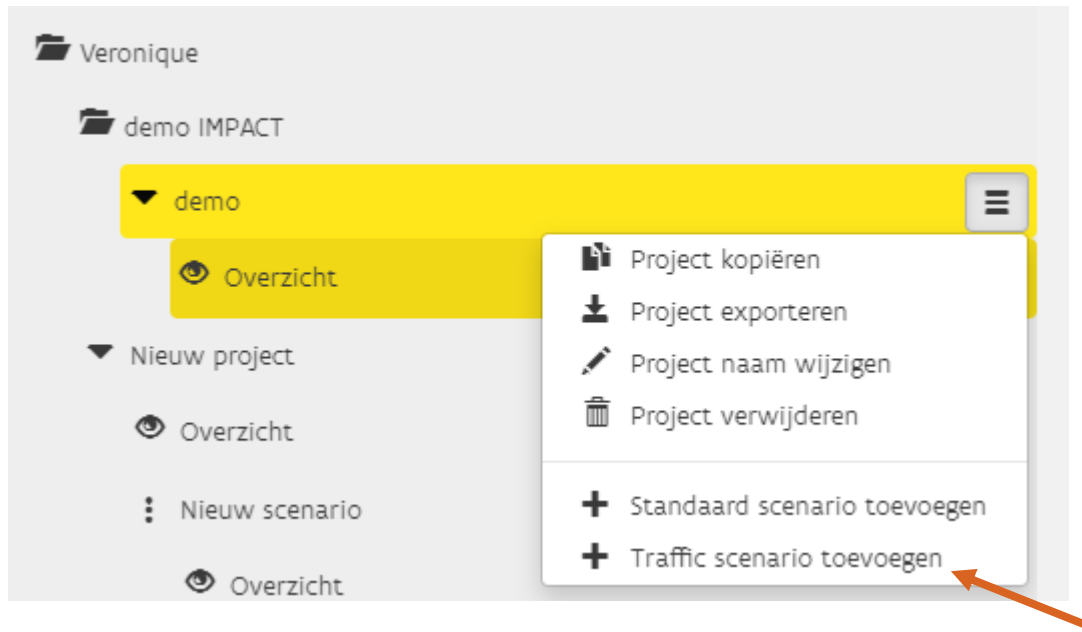 Veronique
demo IMPACT
demo
Overzicht
Project kopiëren
Project exporteren
Project naam wijzigen
Project verwijderen
Standaard scenario toevoegen
Traffic scenario toevoegen
Nieuw project
Overzicht
Nieuw scenario
Overzicht